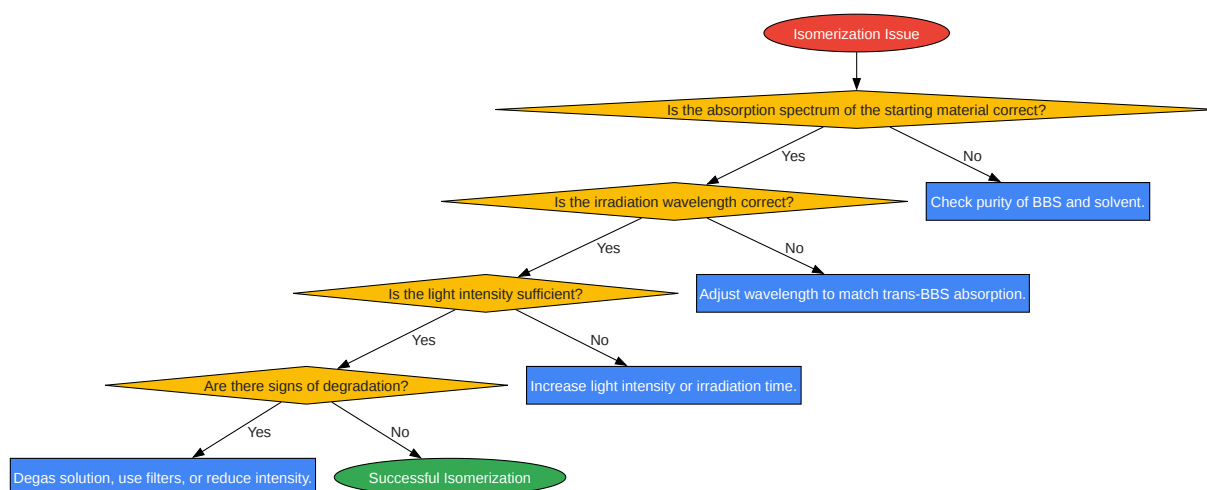 Isomerization Issue
Is the absorption spectrum of the starting material correct?
Yes
No
Is the irradiation wavelength correct?
Check purity of BBS and solvent.
Yes
No
Is the light intensity sufficient?
Adjust wavelength to match trans-BBS absorption.
Yes
No
Are there signs of degradation?
Increase light intensity or irradiation time.
Yes
No
Degas solution, use filters, or reduce intensity.
Successful Isomerization